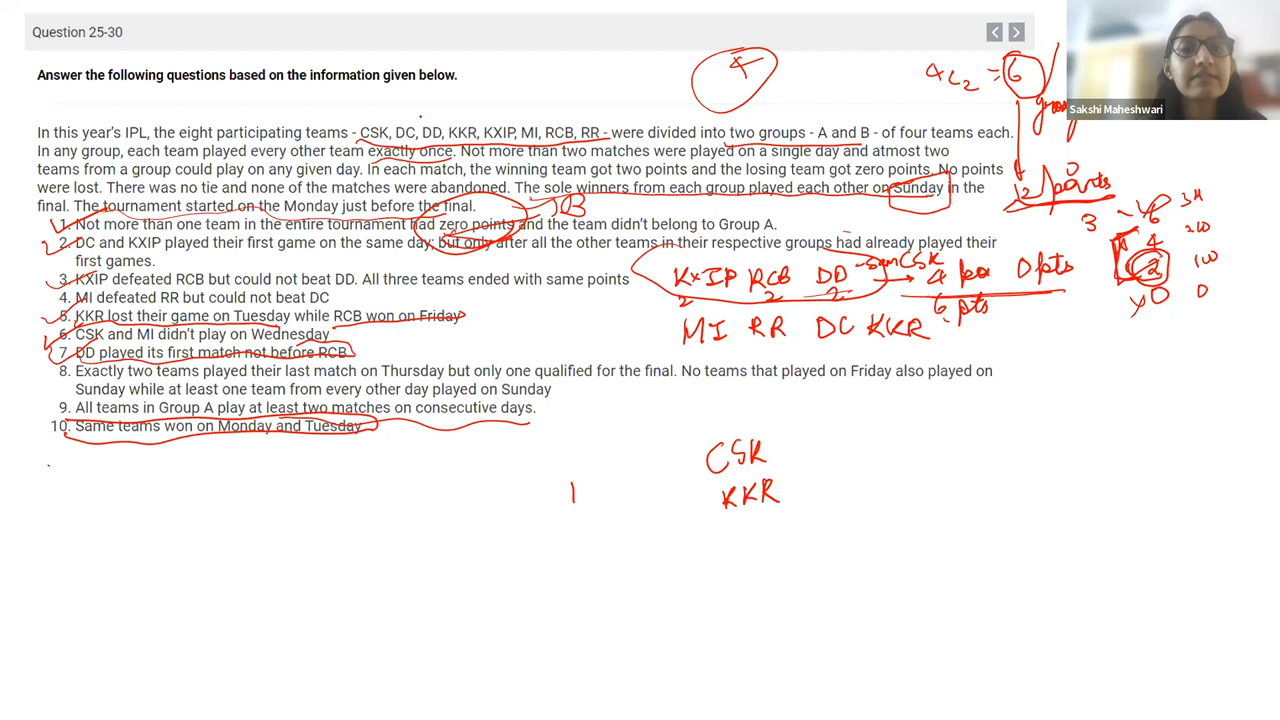 Question 25-30
Answer the following questions based on the information given below.
In this year's IPL, the eight participating teams - CSK, DC, DD, KKR, KXIP, MI, RCB, RR - were divided into two groups - A and B - of four teams each.
In any group, each team played every other team exactly once. Not more than two matches were played on a single day and atmost two
teams from a group could play on any given day. In each match, the winning team got two points and the losing team got zero points. No points
were lost. There was no tie and none of the matches were abandoned. The sole winners from each group played each other on Sunday in the
final. The tournament started on the Monday just before the final.
1. Not more than one team in the entire tournament had zero points and the team didn't belong to Group A.
2. DC and KXIP played their first game on the same day; but only after all the other teams in their respective groups had already played their
first games.
3. KXIP defeated RCB but could not beat DD. All three teams ended with same points
4. MI defeated RR but could not beat DC
5. KKR lost their game on Tuesday while RCB won on Friday
6. CSK and MI didn't play on Wednesday
7. DD played its first match not before RCB
8. Exactly two teams played their last match on Thursday but only one qualified for the final. No teams that played on Friday also played on
Sunday while at least one team from every other day played on Sunday
9. All teams in Group A play at least two matches on consecutive days.
10. Same teams won on Monday and Tuesday
4
4C2 = 6
12 points
B
3
6
4
2
0
KXIP RCB DD CSK
2 2 2
4 0 pts
6 pts
MI RR DC KKR
CSK
KKR
1
Sakshi Maheshwari